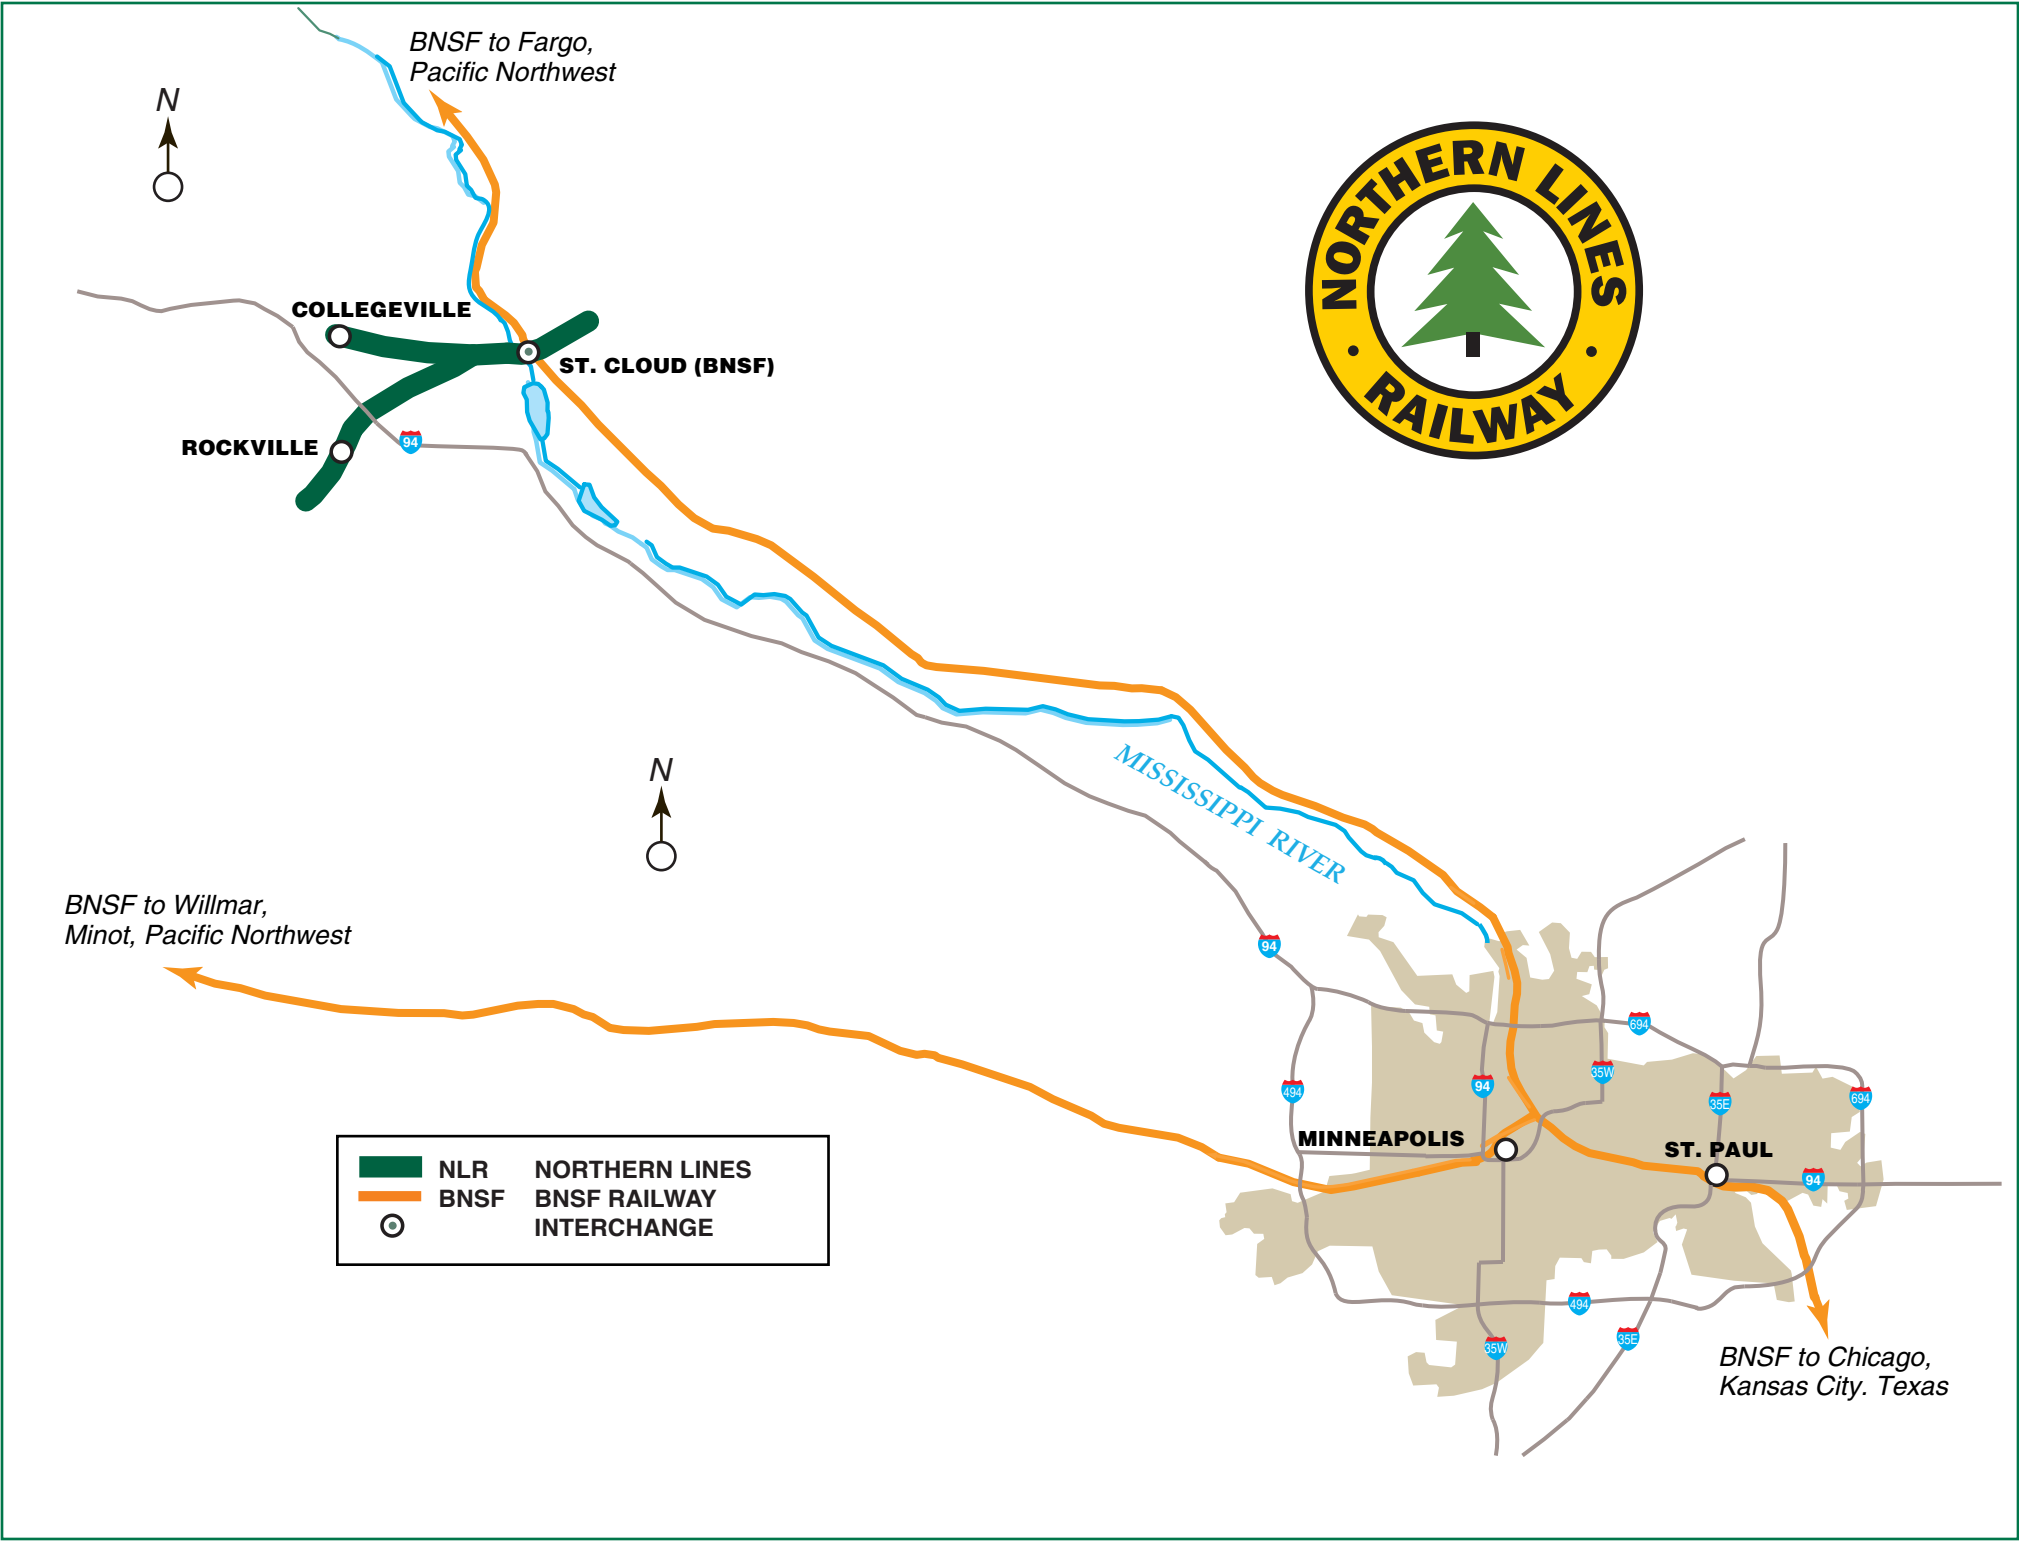 BNSF to Fargo,
Pacific Northwest
N
NORTHERN LINES
RAILWAY
COLLEGEVILLE
ST. CLOUD (BNSF)
ROCKVILLE
94
MISSISSIPPI RIVER
N
BNSF to Willmar,
Minot, Pacific Northwest
94
694
35W
494
94
35E
694
MINNEAPOLIS
ST. PAUL
94
NLR NORTHERN LINES
BNSF BNSF RAILWAY
INTERCHANGE
494
35W
35E
BNSF to Chicago,
Kansas City. Texas